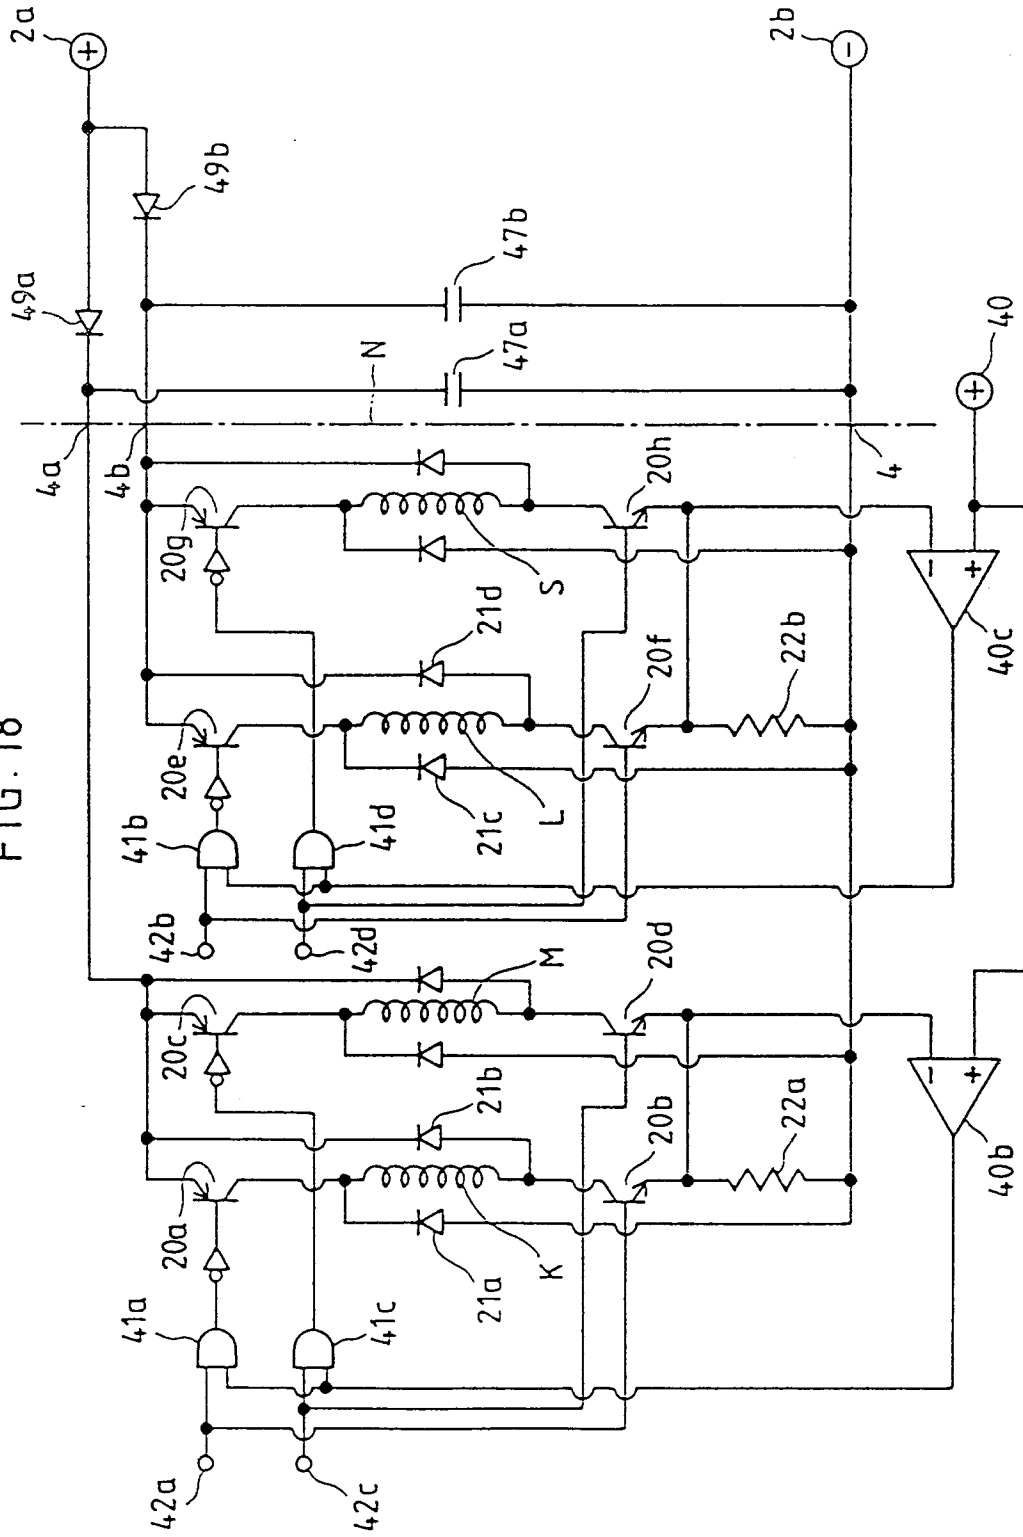 FIG.
2a
+
49a
4a
4b
41a
41b
42a
20a
20c
42b
20e
20g
49b
42c
41c
42d
41d
N
21a
21b
21c
21d
47a
47b
K
M
L
S
20b
20d
20f
20h
22a
22b
2b
−
4
−
+
−
+
40b
40c
+
40